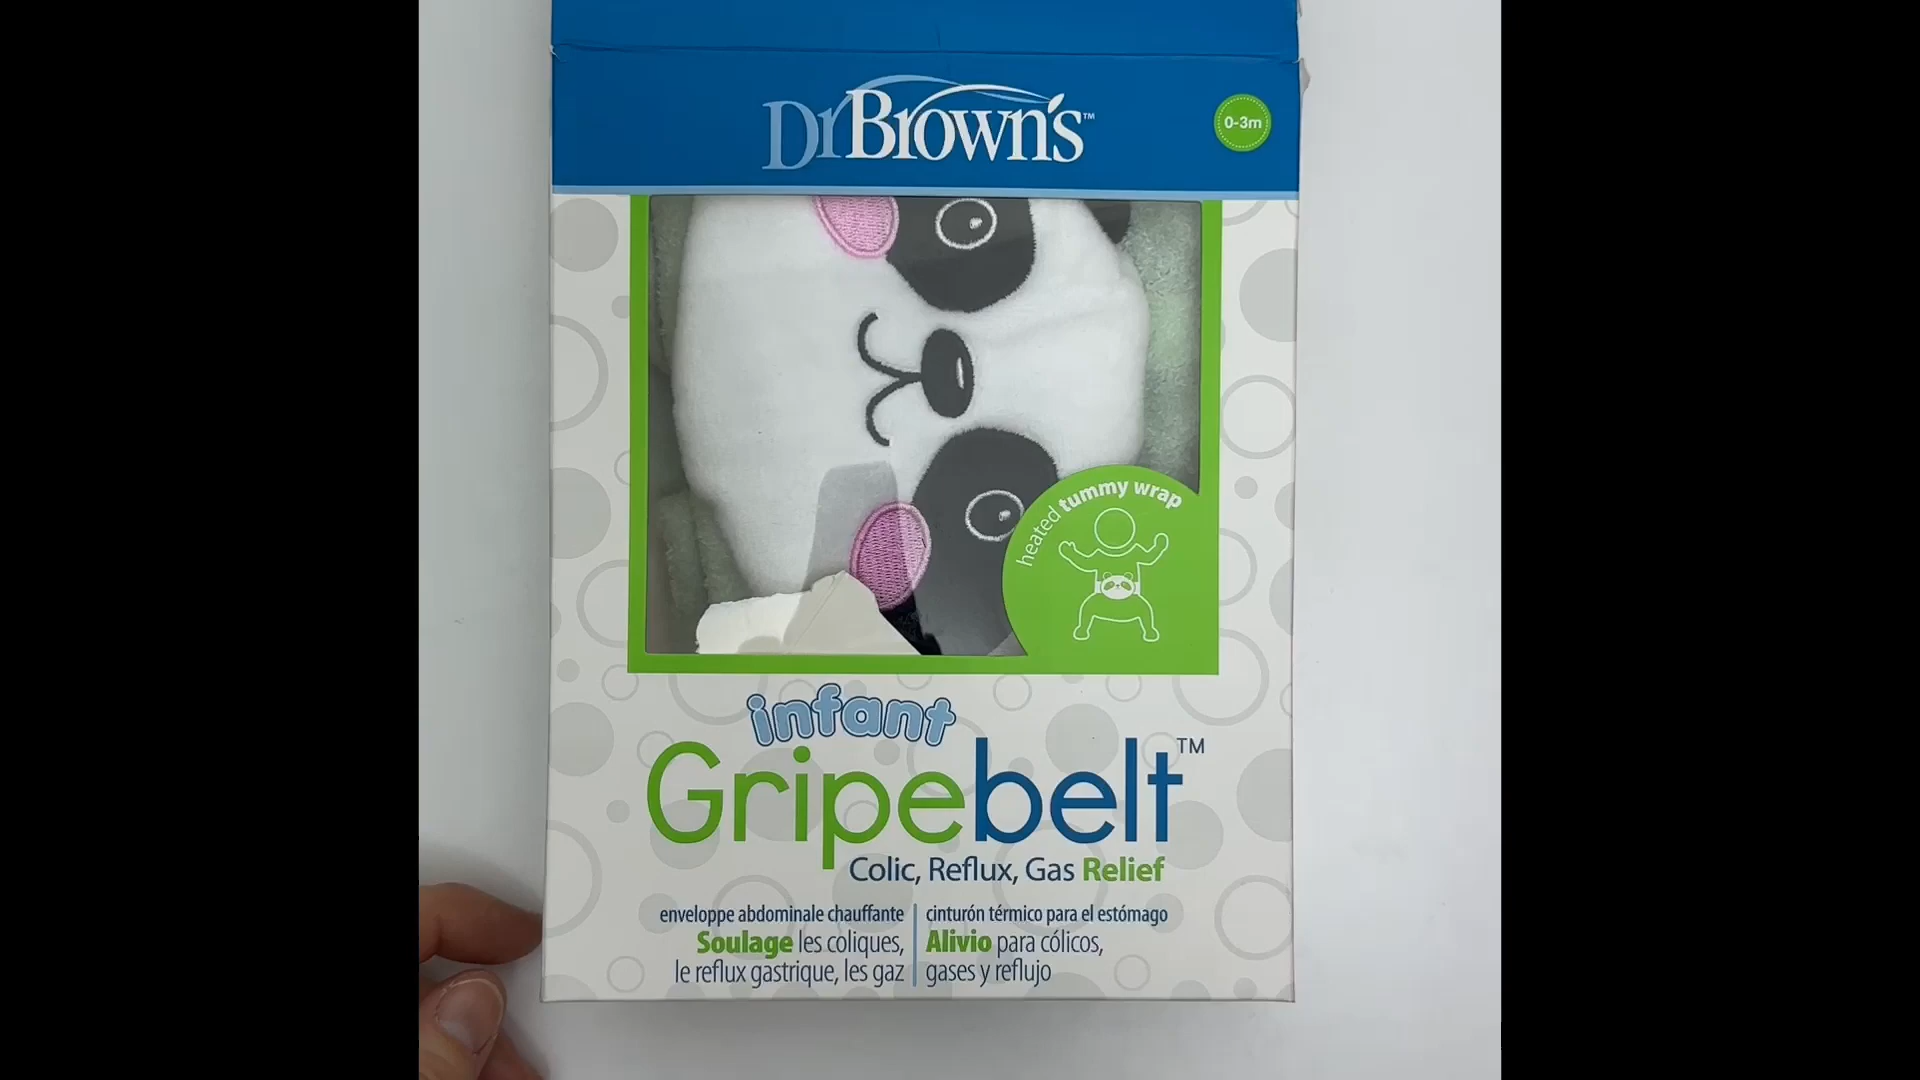 DrBrown's™
0-3m
heated tummy wrap
infant
Gripebelt™
Colic, Reflux, Gas Relief
enveloppe abdominale chauffante
Soulage les coliques,
le reflux gastrique, les gaz
cinturón térmico para el estómago
Alivio para cólicos,
gases y reflujo